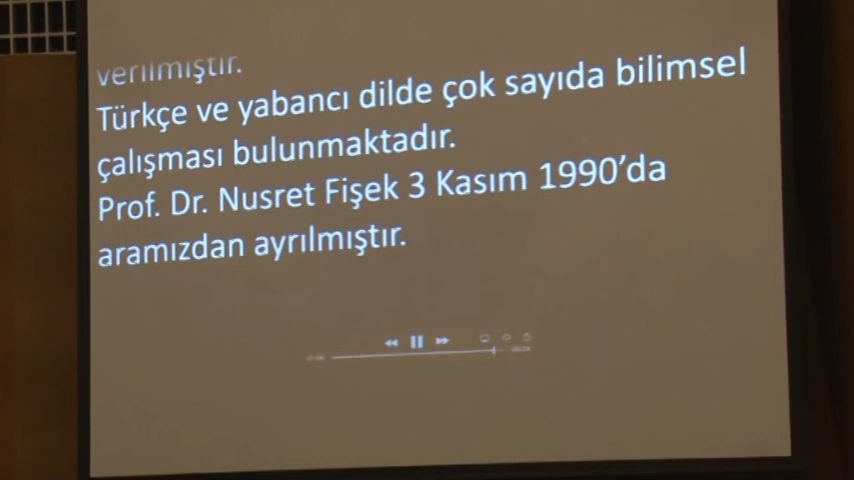 verilmiştir.
Türkçe ve yabancı dilde çok sayıda bilimsel
çalışması bulunmaktadır.
Prof. Dr. Nusret Fişek 3 Kasım 1990’da
aramızdan ayrılmıştır.